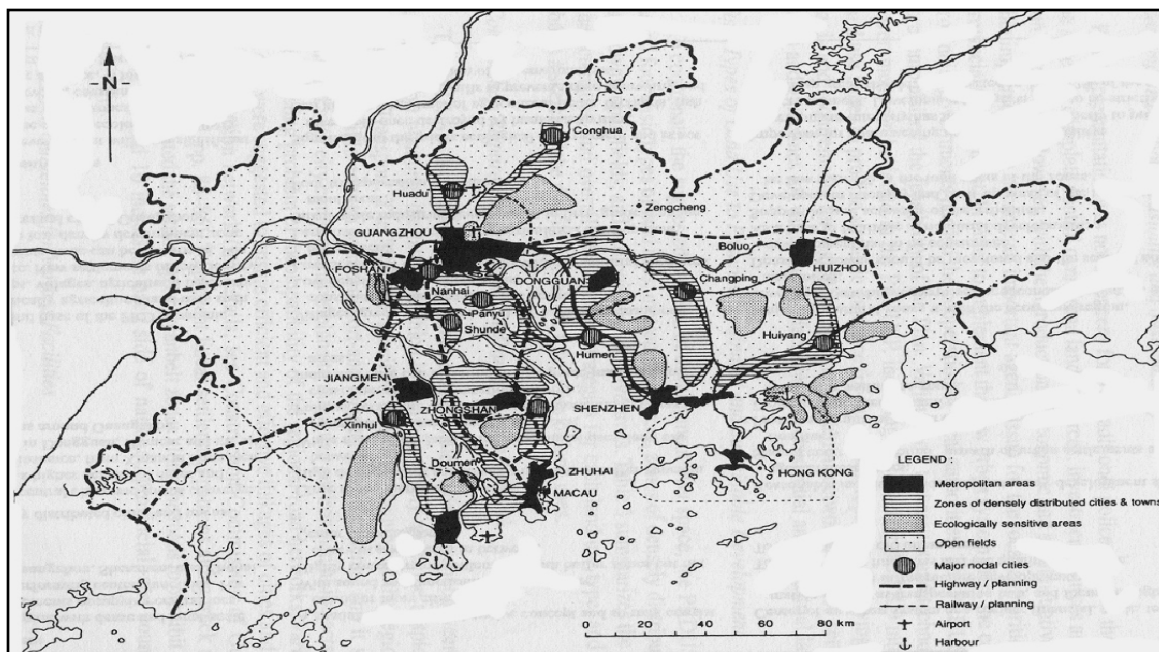 N
Conghua
Huadu
Zengcheng
GUANGZHOU
Boluo
FOSHAN
HUIZHOU
DONGGUAN
Changping
Nanhai
Panyu
Shunde
Huiyang
Humen
JIANGMEN
ZHONGSHAN
SHENZHEN
Xinhui
Doumen
ZHUHAI
HONG KONG
MACAU
LEGEND
Metropolitan areas
Zones of densely distributed cities & towns
Ecologically sensitive areas
Open fields
Major nodal cities
Highway / planning
Railway / planning
Airport
Harbour
0 20 40 60 80 km